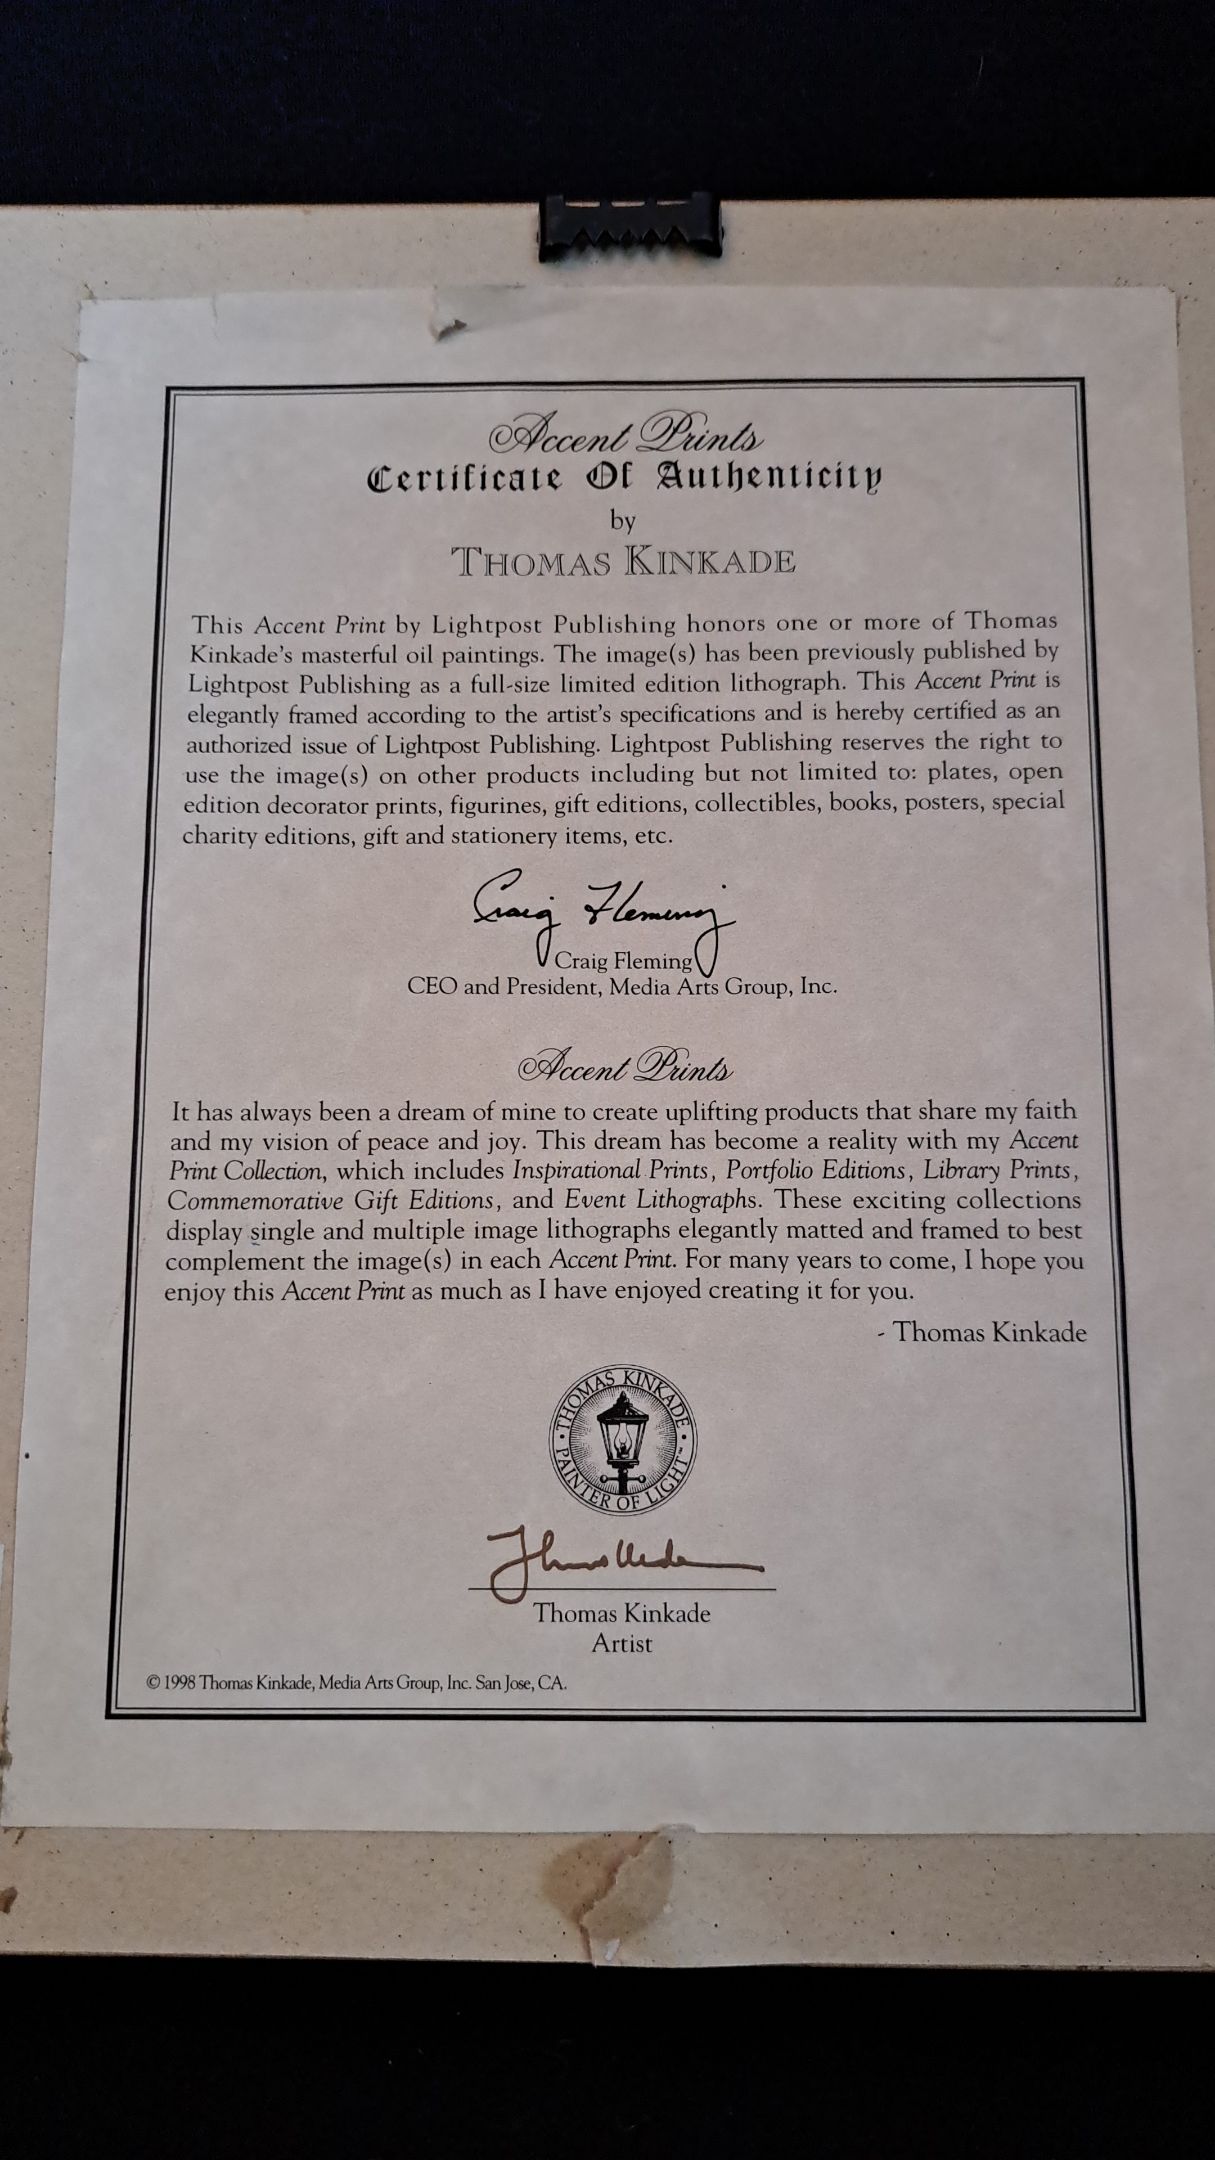 Accent Prints
Certificate Of Authenticity
by
THOMAS KINKADE
This Accent Print by Lightpost Publishing honors one or more of Thomas
Kinkade's masterful oil paintings. The image(s) has been previously published by
Lightpost Publishing as a full-size limited edition lithograph. This Accent Print is
elegantly framed according to the artist's specifications and is hereby certified as an
authorized issue of Lightpost Publishing. Lightpost Publishing reserves the right to
use the image(s) on other products including but not limited to: plates, open
edition decorator prints, figurines, gift editions, collectibles, books, posters, special
charity editions, gift and stationery items, etc.
Craig Fleming
Craig Fleming
CEO and President, Media Arts Group, Inc.
Accent Prints
It has always been a dream of mine to create uplifting products that share my faith
and my vision of peace and joy. This dream has become a reality with my Accent
Print Collection, which includes Inspirational Prints, Portfolio Editions, Library Prints,
Commemorative Gift Editions, and Event Lithographs. These exciting collections
display single and multiple image lithographs elegantly matted and framed to best
complement the image(s) in each Accent Print. For many years to come, I hope you
enjoy this Accent Print as much as I have enjoyed creating it for you.
- Thomas Kinkade
THOMAS KINKADE • PAINTER OF LIGHT™ •
Thomas Kinkade
Artist
© 1998 Thomas Kinkade, Media Arts Group, Inc. San Jose, CA.